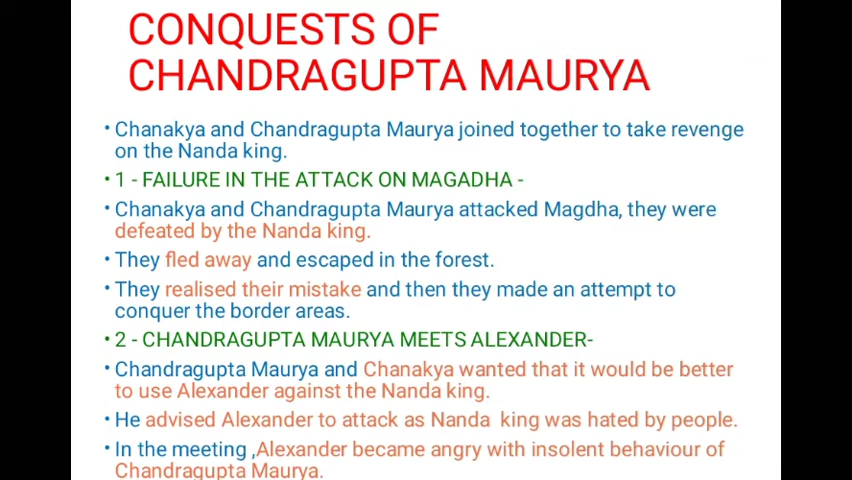 CONQUESTS OF
CHANDRAGUPTA MAURYA
• Chanakya and Chandragupta Maurya joined together to take revenge
on the Nanda king.
• 1 - FAILURE IN THE ATTACK ON MAGADHA -
• Chanakya and Chandragupta Maurya attacked Magdha, they were
defeated by the Nanda king.
• They fled away and escaped in the forest.
• They realised their mistake and then they made an attempt to
conquer the border areas.
• 2 - CHANDRAGUPTA MAURYA MEETS ALEXANDER-
• Chandragupta Maurya and Chanakya wanted that it would be better
to use Alexander against the Nanda king.
• He advised Alexander to attack as Nanda king was hated by people.
• In the meeting ,Alexander became angry with insolent behaviour of
Chandragupta Maurya.